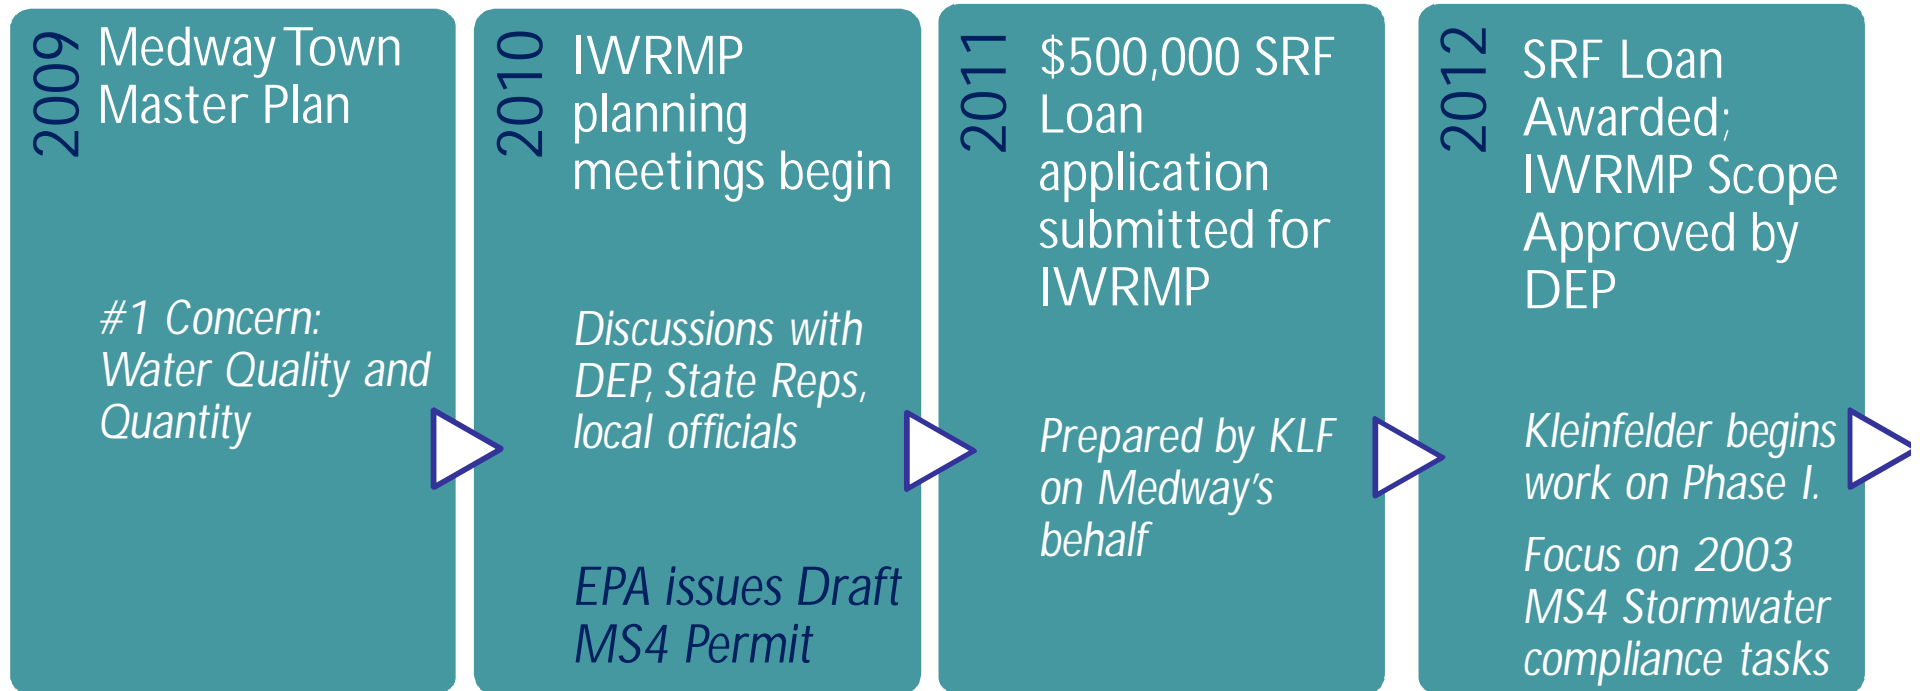 2009
Medway Town
Master Plan
#1 Concern:
Water Quality and
Quantity
2010
IWRMP
planning
meetings begin
Discussions with
DEP, State Reps,
local officials
EPA issues Draft
MS4 Permit
2011
$500,000 SRF
Loan
application
submitted for
IWRMP
Prepared by KLF
on Medway's
behalf
2012
SRF Loan
Awarded;
IWRMP Scope
Approved by
DEP
Kleinfelder begins
work on Phase I.
Focus on 2003
MS4 Stormwater
compliance tasks